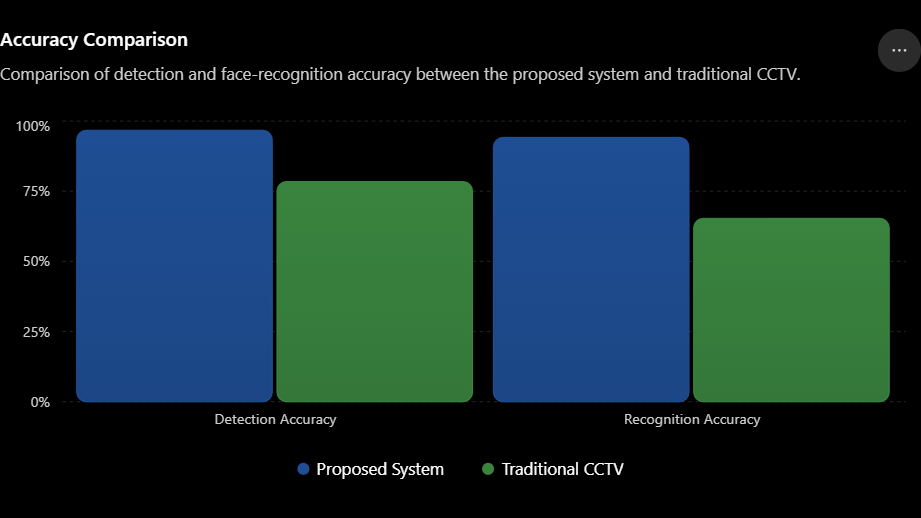 Accuracy Comparison
Comparison of detection and face-recognition accuracy between the proposed system and traditional CCTV.
100%
75%
50%
25%
0%
Detection Accuracy
Recognition Accuracy
Proposed System
Traditional CCTV